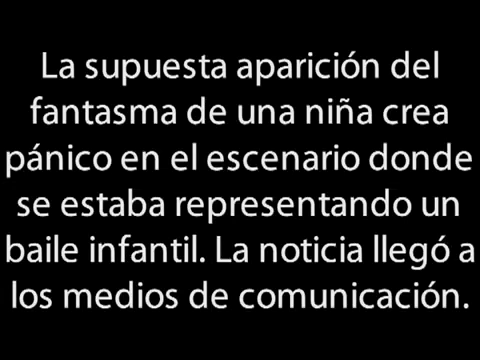 La supuesta aparición del
fantasma de una niña crea
pánico en el escenario donde
se estaba representando un
baile infantil. La noticia llegó a
los medios de comunicación.